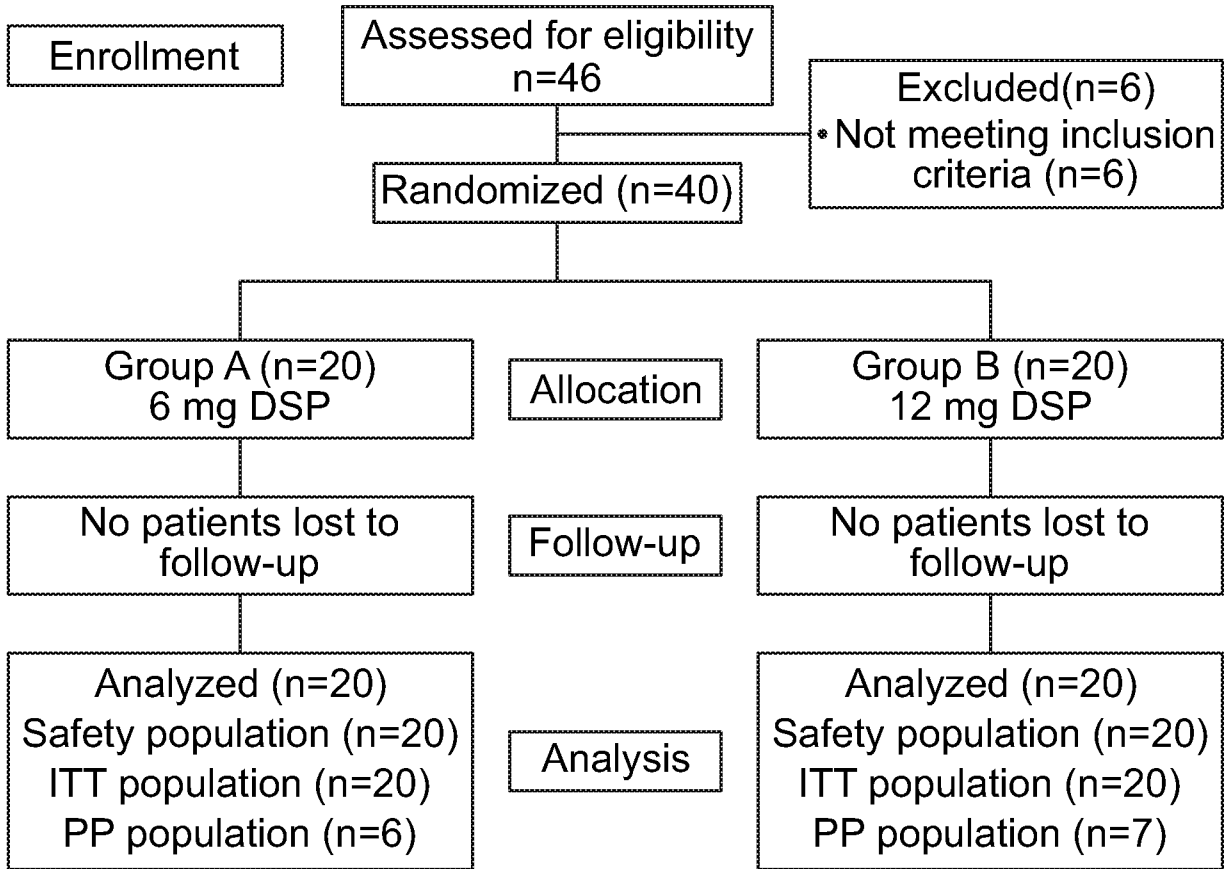 Enrollment
Assessed for eligibility
n=46
Excluded(n=6)
• Not meeting inclusion
criteria (n=6)
Randomized (n=40)
Group A (n=20)
6 mg DSP
Allocation
Group B (n=20)
12 mg DSP
No patients lost to
follow-up
Follow-up
No patients lost to
follow-up
Analyzed (n=20)
Safety population (n=20)
ITT population (n=20)
PP population (n=6)
Analysis
Analyzed (n=20)
Safety population (n=20)
ITT population (n=20)
PP population (n=7)